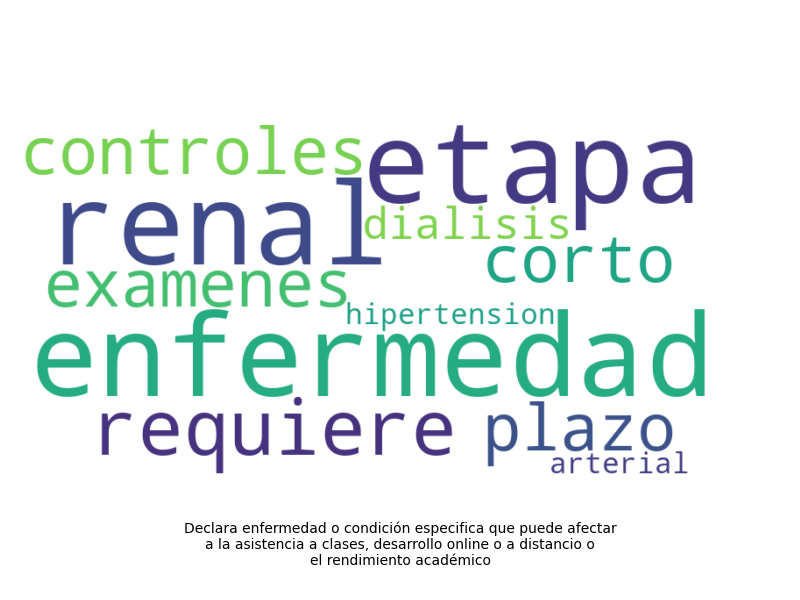 controles etapa
renal dialisis
corto
examenes
hipertension
enfermedad
requiere plazo
arterial
Declara enfermedad o condición especifica que puede afectar
a la asistencia a clases, desarrollo online o a distancio o
el rendimiento académico